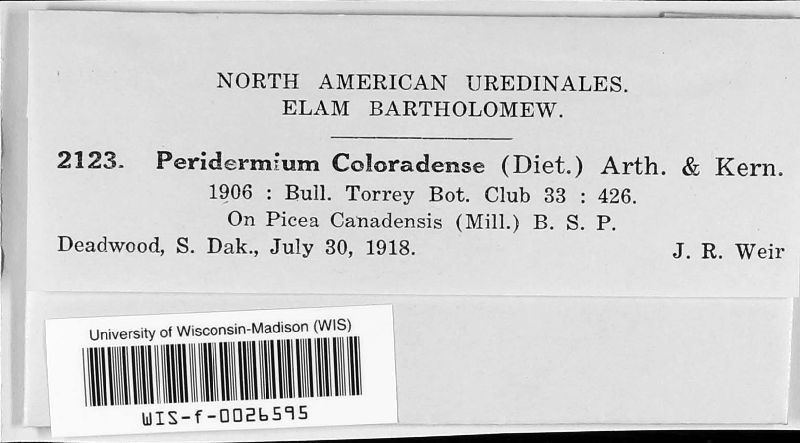 NORTH AMERICAN UREDINALES.
ELAM BARTHOLOMEW.
2123. Peridermium Coloradense (Diet.) Arth. & Kern.
1906 : Bull. Torrey Bot. Club 33 : 426.
On Picea Canadensis (Mill.) B. S. P.
Deadwood, S. Dak., July 30, 1918. J. R. Weir
University of Wisconsin-Madison (WIS)
WIS-f-0026595